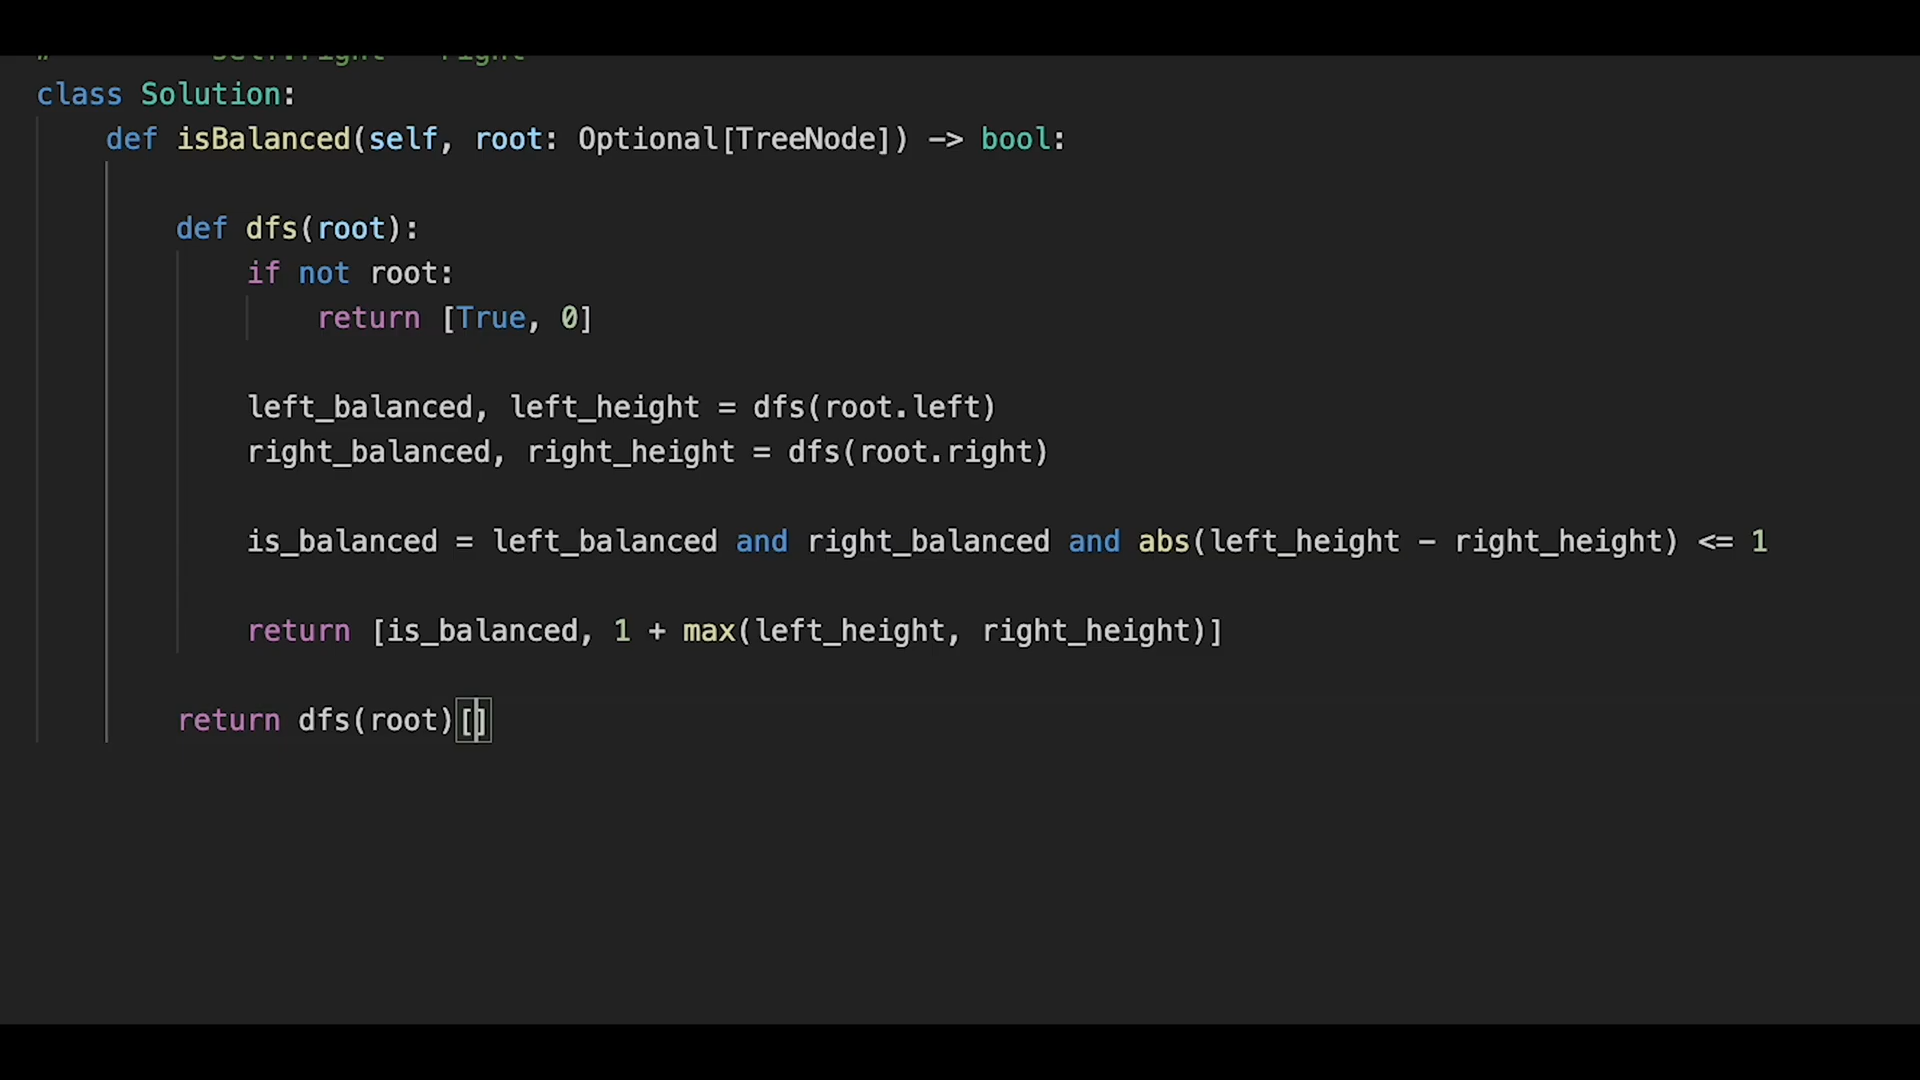 class Solution:
def isBalanced(self, root: Optional[TreeNode]) -> bool:
def dfs(root):
if not root:
return [True, 0]
left_balanced, left_height = dfs(root.left)
right_balanced, right_height = dfs(root.right)
is_balanced = left_balanced and right_balanced and abs(left_height - right_height) <= 1
return [is_balanced, 1 + max(left_height, right_height)]
return dfs(root)[]